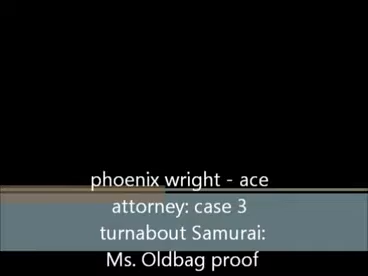 phoenix wright - ace
attorney: case 3
turnabout Samurai:
Ms. Oldbag proof